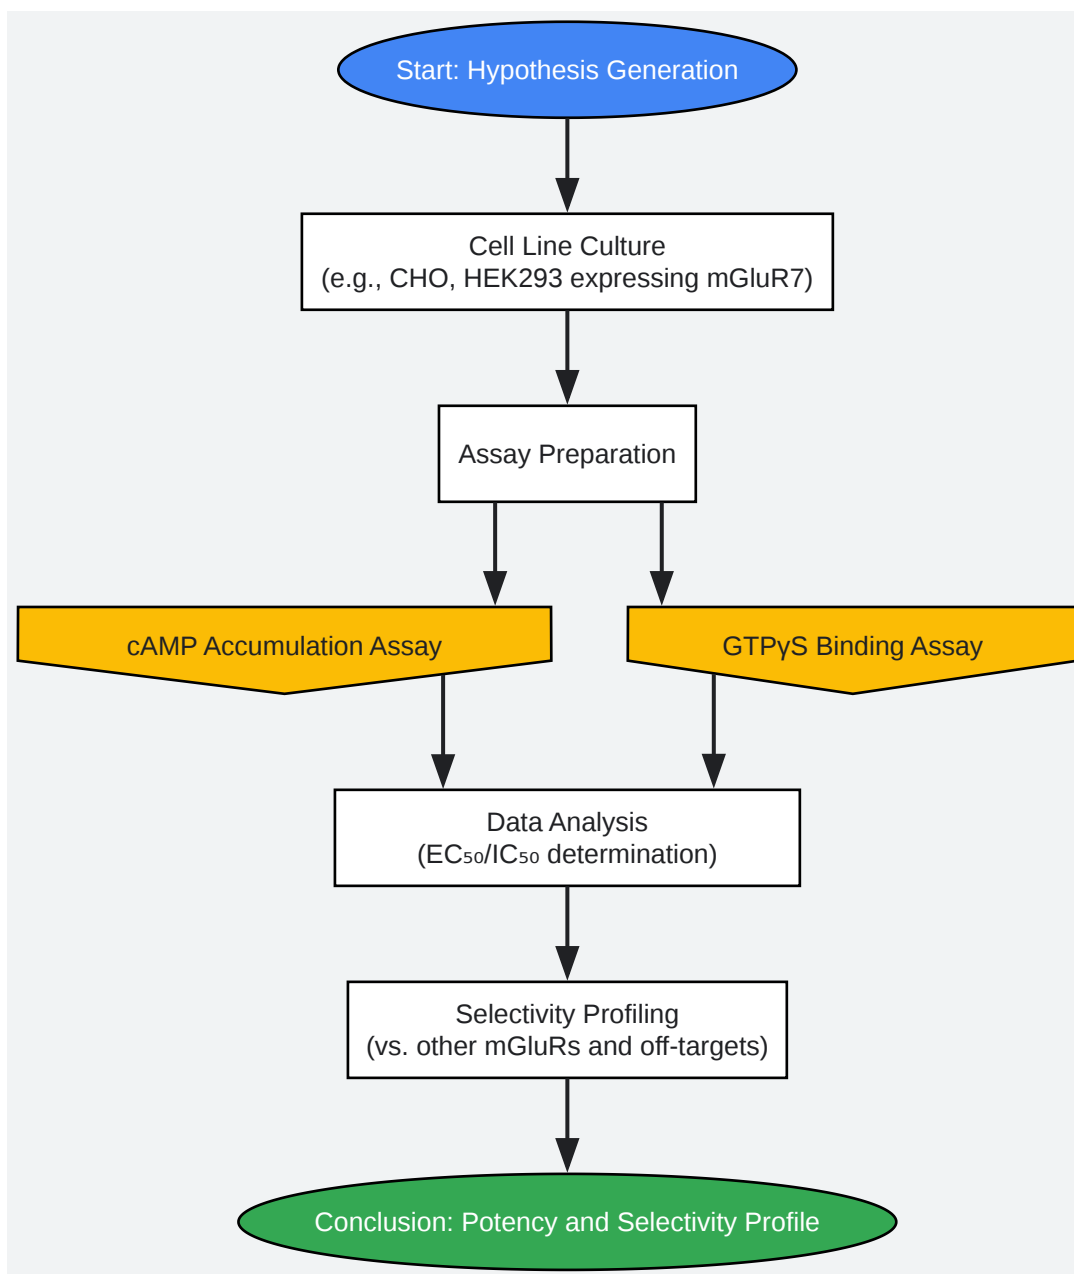 Start: Hypothesis Generation
Cell Line Culture
(e.g., CHO, HEK293 expressing mGluR7)
Assay Preparation
cAMP Accumulation Assay
GTPγS Binding Assay
Data Analysis
(EC₅₀/IC₅₀ determination)
Selectivity Profiling
(vs. other mGluRs and off-targets)
Conclusion: Potency and Selectivity Profile